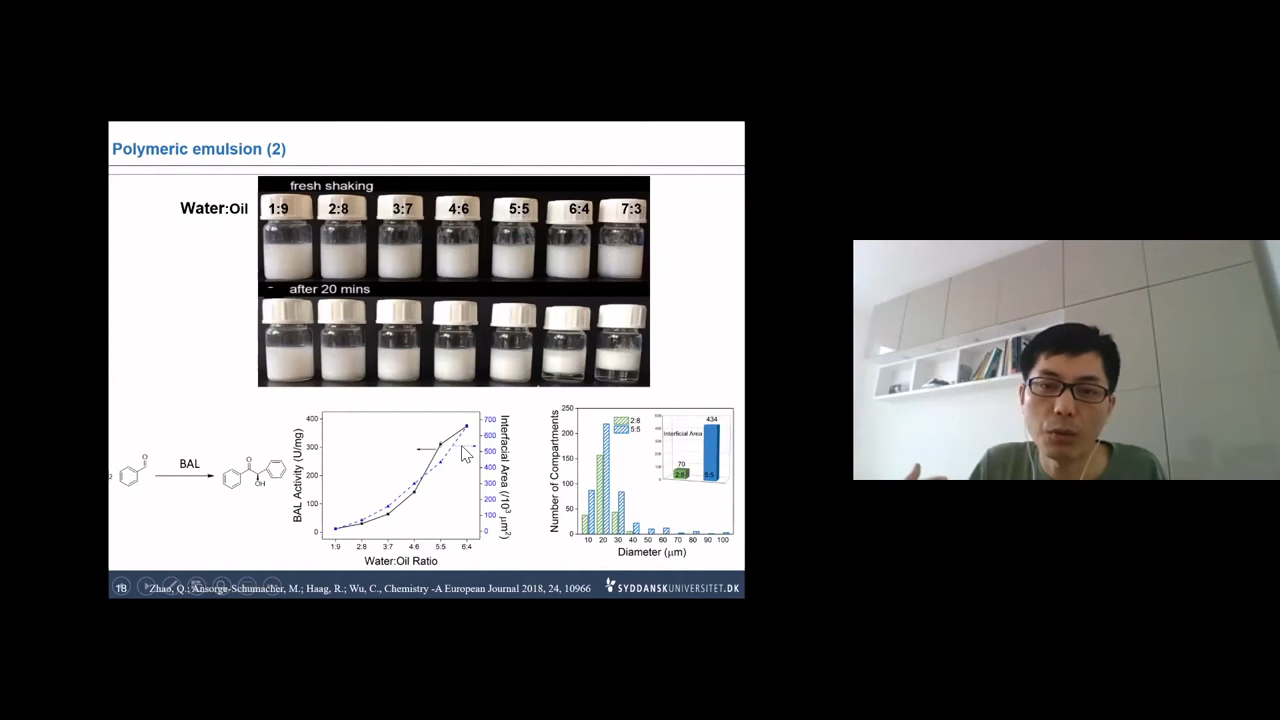 Polymeric emulsion (2)
fresh shaking
Water:Oil 1:9 2:8 3:7 4:6 5:5 6:4 7:3
after 20 mins
2
O
BAL
O
OH
BAL Activity (U/mg)
400
300
200
100
0
1:9 2:8 3:7 4:6 5:5 6:4
Water:Oil Ratio
700
600
500
400
300
200
100
0
Interfacial Area (/10³ μm²)
Number of Compartments
250
200
150
100
50
0
10 20 30 40 50 60 70 80 90 100
Diameter (μm)
2:8
5:5
Interficial Area
70
434
2:8
5:5
18
Zhao, Q.; Ansorge-Schumacher, M.; Haag, R.; Wu, C., Chemistry -A European Journal 2018, 24, 10966
SYDDANSKUNIVERSITET.DK